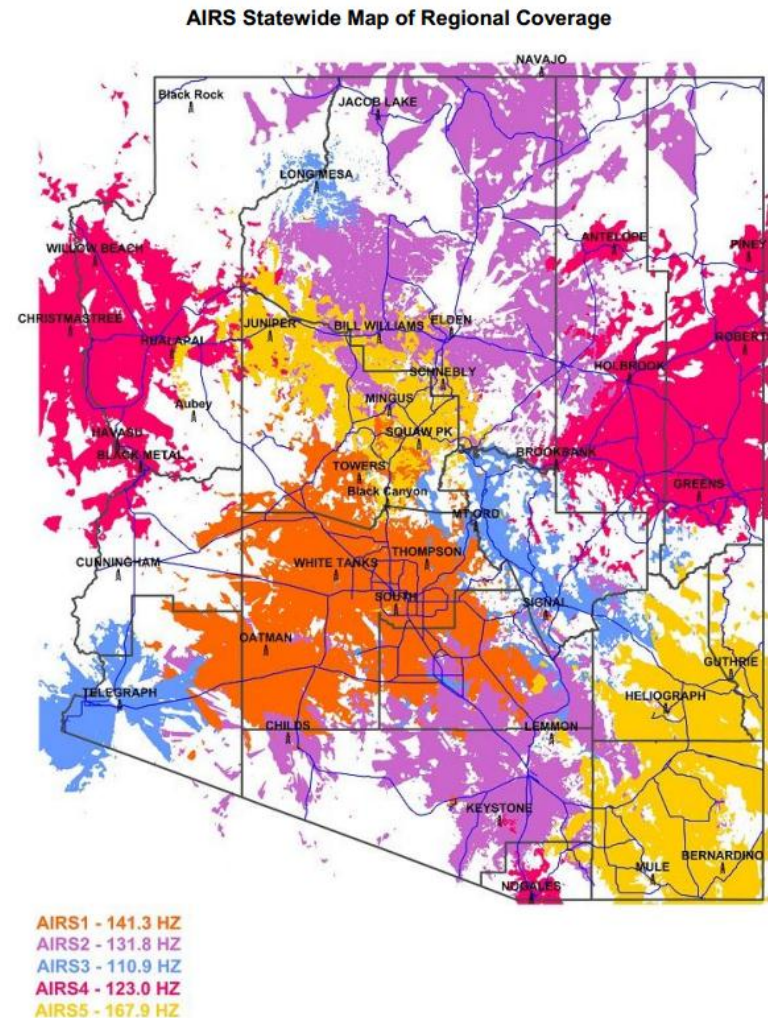 AIRS Statewide Map of Regional Coverage
NAVAJO
Black Rock
JACOB LAKE
LONG MESA
ANTELOPE
PINEY
WILLOW BEACH
CHRISTMASTREE
HUALAPAI
JUNIPER
BILL WILLIAMS
ELDEN
ROBERT
SCHNEBLY
HOLBROOK
MINGUS
Aubey
SQUAW PK
HAVASU
BLACK METAL
TOWERS
BROOKBANK
Black Canyon
GREENS
MT ORD
CUNNINGHAM
WHITE TANKS
THOMPSON
SOUTH
SIGNAL
OATMAN
GUTHRIE
TELEGRAPH
HELIOGRAPH
CHILDS
LEMMON
KEYSTONE
BERNARDINO
MULE
NOGALES
AIRS1 - 141.3 HZ
AIRS2 - 131.8 HZ
AIRS3 - 110.9 HZ
AIRS4 - 123.0 HZ
AIRS5 - 167.9 HZ